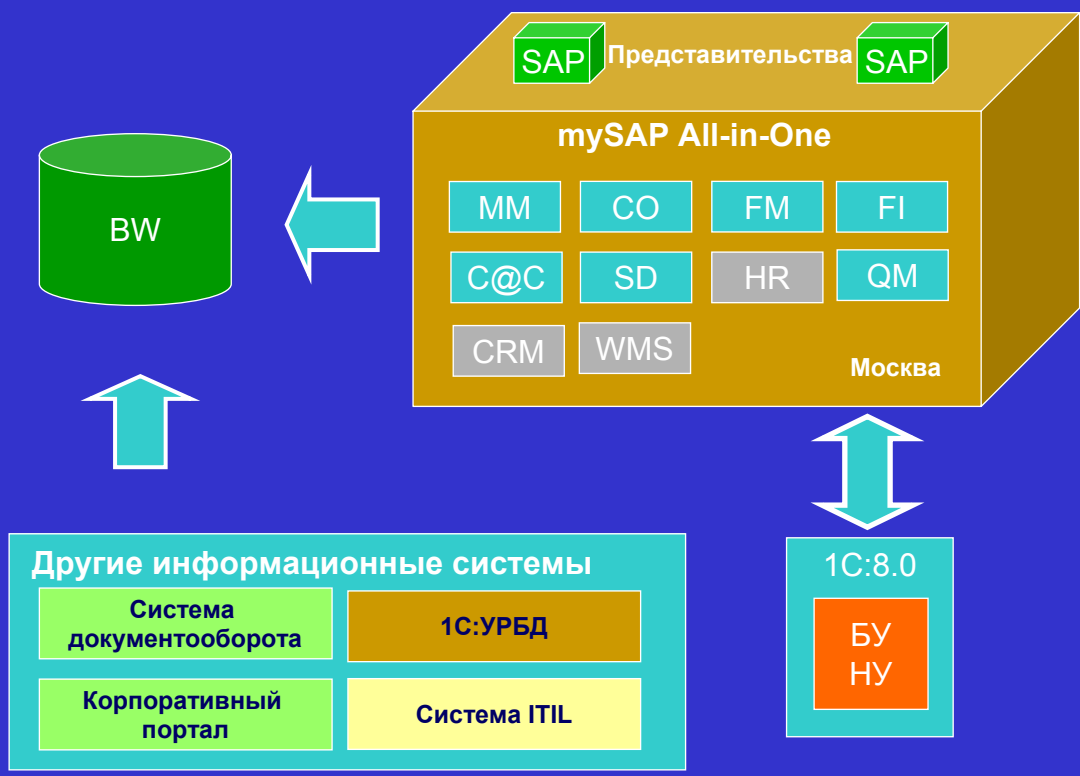 SAP
Представительства
SAP
mySAP All-in-One
MM
CO
FM
FI
C@C
SD
HR
QM
CRM
WMS
Москва
BW
Другие информационные системы
Система
документооборота
1С:УРБД
Корпоративный
портал
Система ITIL
1С:8.0
БУ
НУ